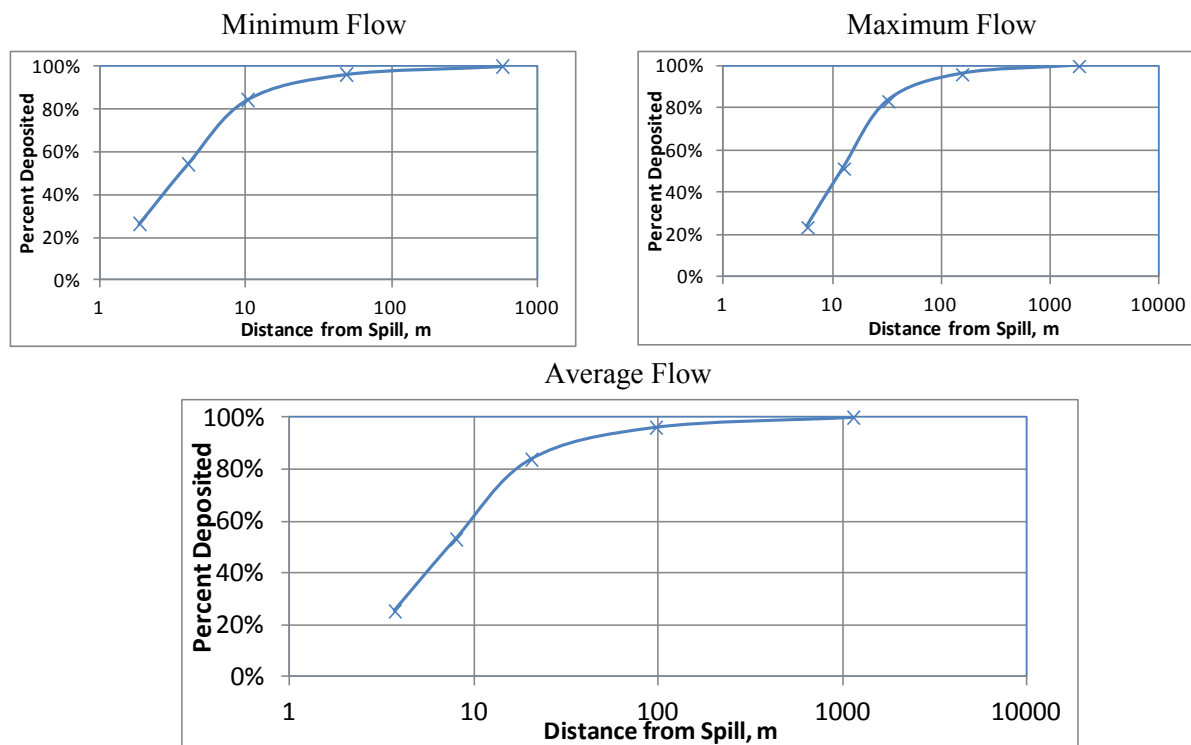 Minimum Flow
Percent Deposited
100%
80%
60%
40%
20%
0%
1 10 100 1000
Distance from Spill, m
Maximum Flow
Percent Deposited
100%
80%
60%
40%
20%
0%
1 10 100 1000 10000
Distance from Spill, m
Average Flow
Percent Deposited
100%
80%
60%
40%
20%
0%
1 10 100 1000 10000
Distance from Spill, m